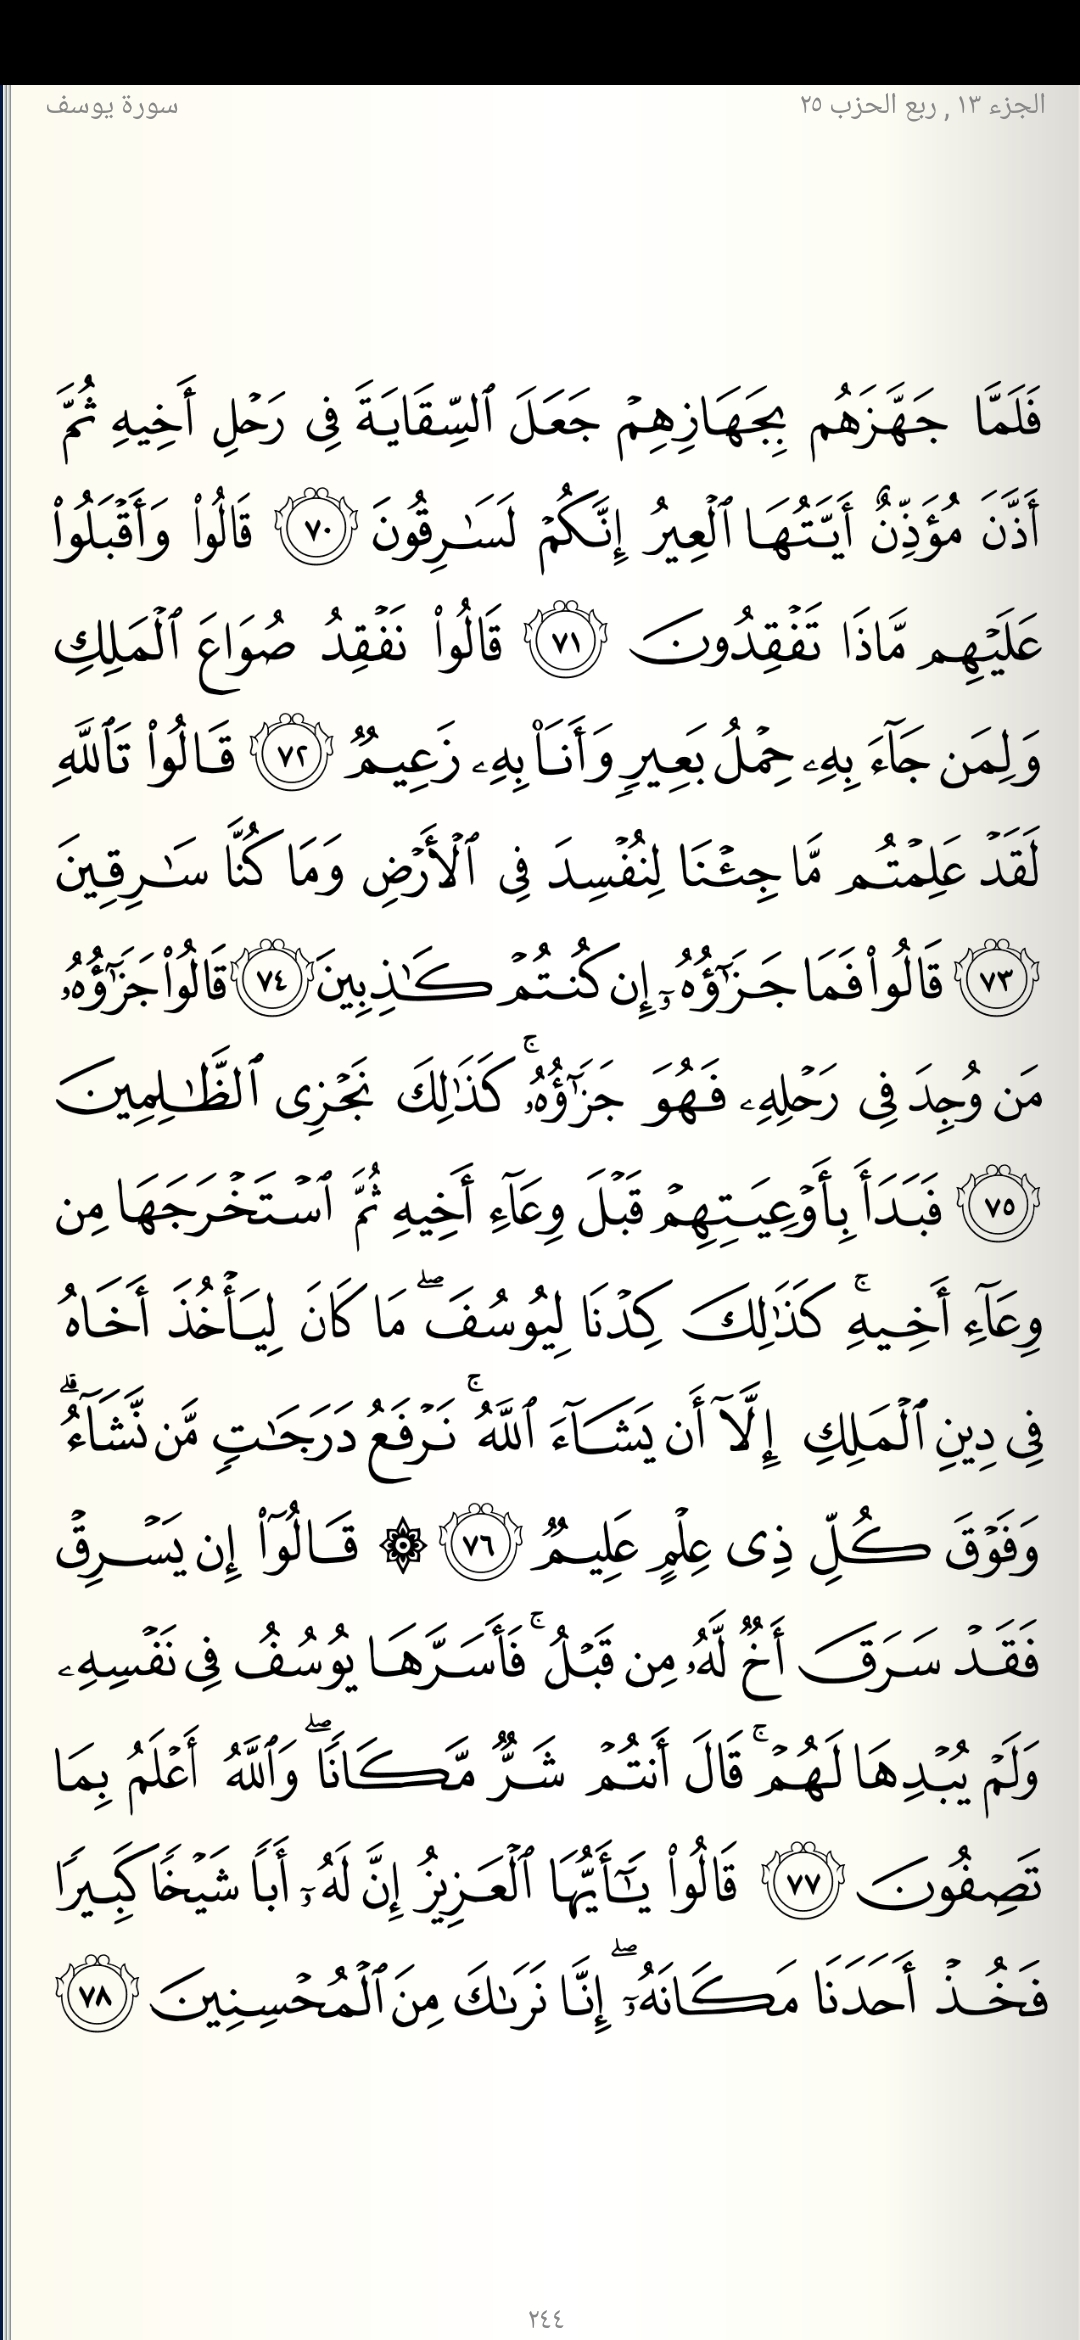 الجزء ١٣ , ربع الحزب ٢٥
سورة يوسف
فَلَمَّا جَهَّزَهُم بِجَهَازِهِمۡ جَعَلَ ٱلسِّقَايَةَ فِي رَحۡلِ أَخِيهِ ثُمَّ
أَذَّنَ مُؤَذِّنٌ أَيَّتُهَا ٱلۡعِيرُ إِنَّكُمۡ لَسَٰرِقُونَ ٧٠ قَالُواْ وَأَقۡبَلُواْ
عَلَيۡهِم مَّاذَا تَفۡقِدُونَ ٧١ قَالُواْ نَفۡقِدُ صُوَاعَ ٱلۡمَلِكِ
وَلِمَن جَآءَ بِهِۦ حِمۡلُ بَعِيرٖ وَأَنَا۠ بِهِۦ زَعِيمٞ ٧٢ قَالُواْ تَٱللَّهِ
لَقَدۡ عَلِمۡتُم مَّا جِئۡنَا لِنُفۡسِدَ فِي ٱلۡأَرۡضِ وَمَا كُنَّا سَٰرِقِينَ
٧٣ قَالُواْ فَمَا جَزَٰٓؤُهُۥٓ إِن كُنتُمۡ كَٰذِبِينَ ٧٤ قَالُواْ جَزَٰٓؤُهُۥ
مَن وُجِدَ فِي رَحۡلِهِۦ فَهُوَ جَزَٰٓؤُهُۥۚ كَذَٰلِكَ نَجۡزِي ٱلظَّٰلِمِينَ
٧٥ فَبَدَأَ بِأَوۡعِيَتِهِمۡ قَبۡلَ وِعَآءِ أَخِيهِ ثُمَّ ٱسۡتَخۡرَجَهَا مِن
وِعَآءِ أَخِيهِۚ كَذَٰلِكَ كِدۡنَا لِيُوسُفَۖ مَا كَانَ لِيَأۡخُذَ أَخَاهُ
فِي دِينِ ٱلۡمَلِكِ إِلَّآ أَن يَشَآءَ ٱللَّهُۚ نَرۡفَعُ دَرَجَٰتٖ مَّن نَّشَآءُۗ
وَفَوۡقَ كُلِّ ذِي عِلۡمٍ عَلِيمٞ ٧٦ ۞ قَالُوٓاْ إِن يَسۡرِقۡ
فَقَدۡ سَرَقَ أَخٞ لَّهُۥ مِن قَبۡلُۚ فَأَسَرَّهَا يُوسُفُ فِي نَفۡسِهِۦ
وَلَمۡ يُبۡدِهَا لَهُمۡۚ قَالَ أَنتُمۡ شَرّٞ مَّكَانٗاۖ وَٱللَّهُ أَعۡلَمُ بِمَا
تَصِفُونَ ٧٧ قَالُواْ يَٰٓأَيُّهَا ٱلۡعَزِيزُ إِنَّ لَهُۥٓ أَبٗا شَيۡخٗا كَبِيرٗا
فَخُذۡ أَحَدَنَا مَكَانَهُۥٓۖ إِنَّا نَرَىٰكَ مِنَ ٱلۡمُحۡسِنِينَ ٧٨
٢٤٤